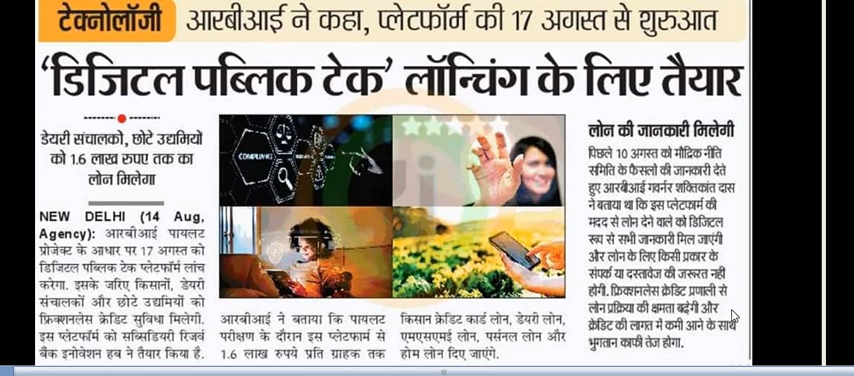 टेक्नोलॉजी
आरबीआई ने कहा, प्लेटफॉर्म की 17 अगस्त से शुरुआत
'डिजिटल पब्लिक टेक' लॉन्चिंग के लिए तैयार
डेयरी संचालको, छोटे उद्यमियों
को 1.6 लाख रुपए तक का
लोन मिलेगा
NEW DELHI (14 Aug,
Agency): आरबीआई पायलट
प्रोजेक्ट के आधार पर 17 अगस्त को
डिजिटल पब्लिक टेक प्लेटफॉर्म लांच
करेगा. इसके जरिए किसानों, डेयरी
संचालकों और छोटे उद्यमियों को
फ्रिक्शनलेस क्रेडिट सुविधा मिलेगी.
इस प्लेटफॉर्म को सब्सिडियरी रिजर्व
बैंक इनोवेशन हब ने तैयार किया है.
COMPLIANCE
आरबीआई ने बताया कि पायलट
परीक्षण के दौरान इस प्लेटफार्म से
1.6 लाख रुपये प्रति ग्राहक तक
किसान क्रेडिट कार्ड लोन, डेयरी लोन,
एमएसएमई लोन, पर्सनल लोन और
होम लोन दिए जाएंगे.
लोन की जानकारी मिलेगी
पिछले 10 अगस्त को मौद्रिक नीति
समिति के फैसलों की जानकारी देते
हुए आरबीआई गवर्नर शक्तिकांत दास
ने बताया था कि इस प्लेटफार्म की
मदद से लोन देने वाले को डिजिटल
रूप से सभी जानकारी मिल जाएंगी
और लोन के लिए किसी प्रकार के
संपर्क या दस्तावेज की जरूरत नहीं
होगी. फ्रिक्शनलेस क्रेडिट प्रणाली से
लोन प्रक्रिया की क्षमता बढ़ेगी और
क्रेडिट की लागत में कमी आने के साथ
भुगतान काफी तेज होगा.